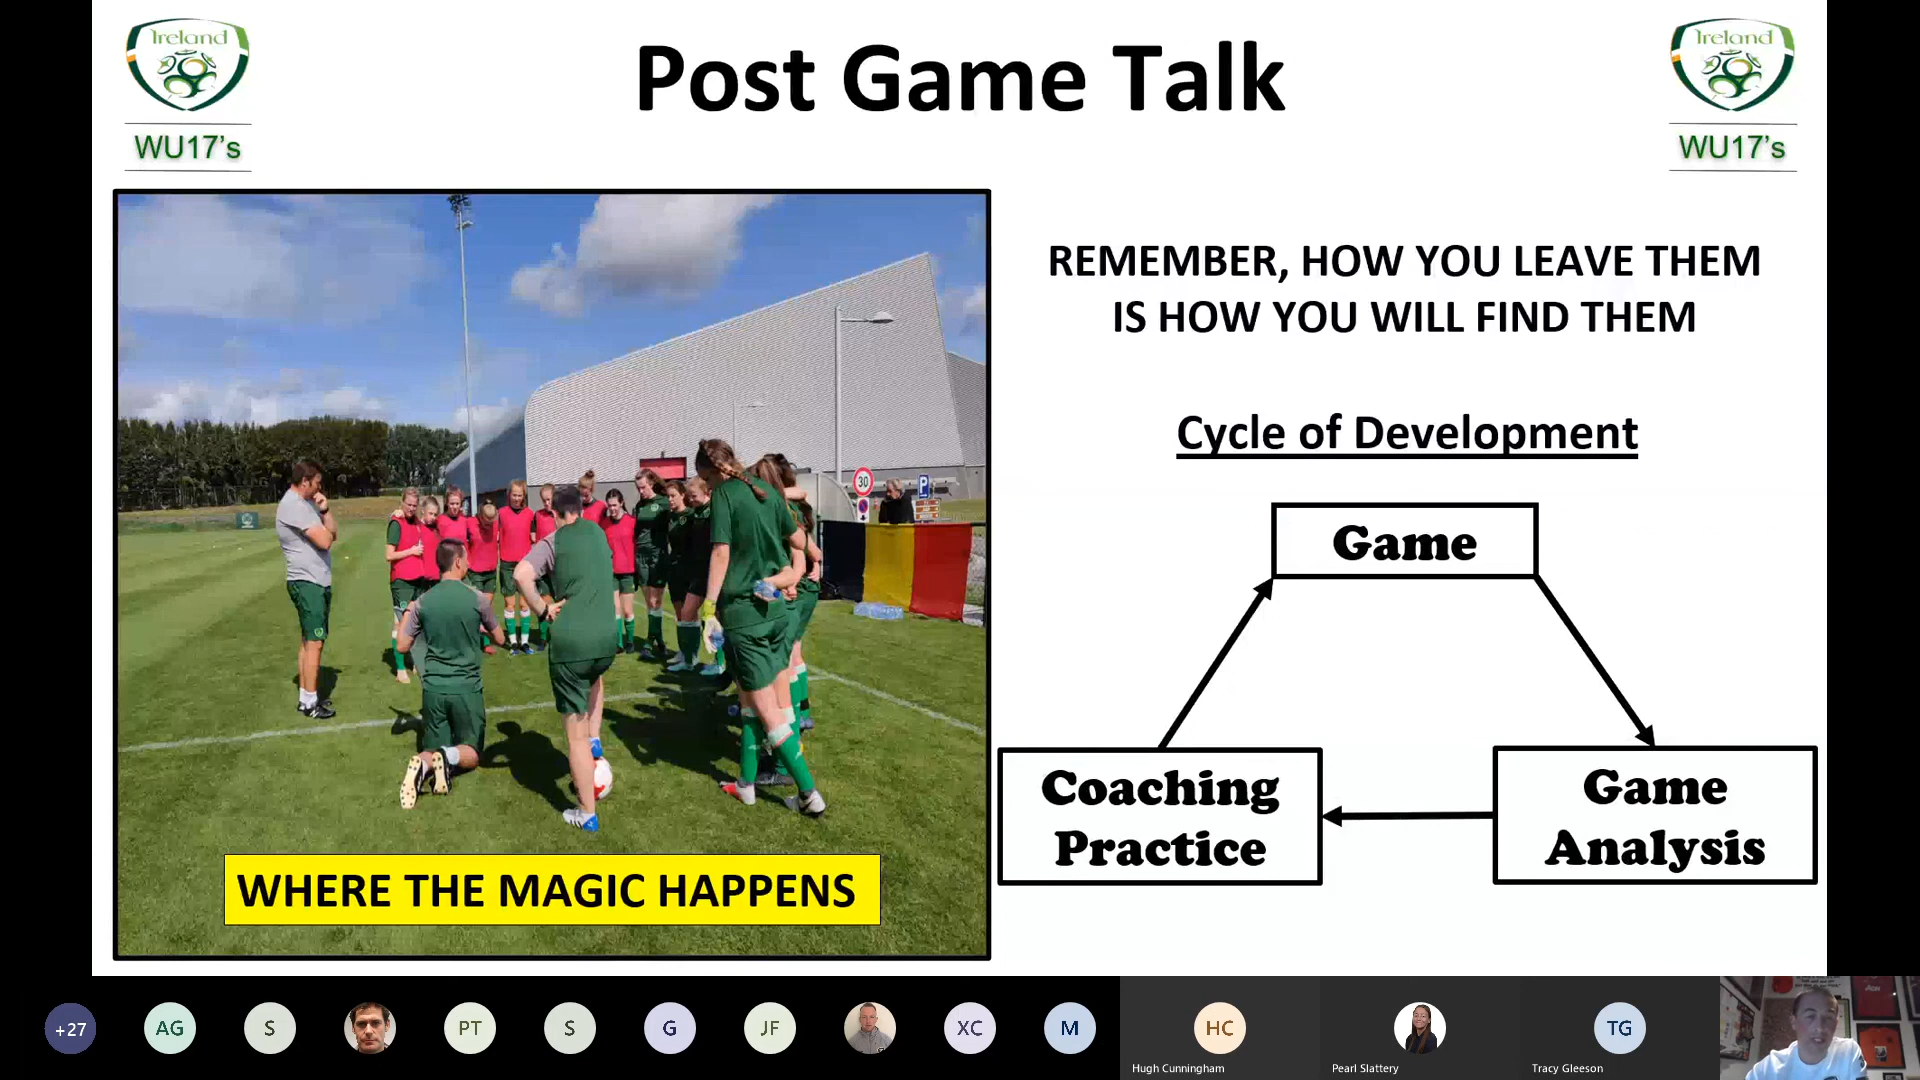 Ireland
WU17's
Post Game Talk
Ireland
WU17's
REMEMBER, HOW YOU LEAVE THEM
IS HOW YOU WILL FIND THEM
Cycle of Development
Game
Coaching
Practice
Game
Analysis
30
P
WHERE THE MAGIC HAPPENS
+27
AG
S
PT
S
G
JF
XC
M
HC
Hugh Cunningham
Pearl Slattery
TG
Tracy Gleeson